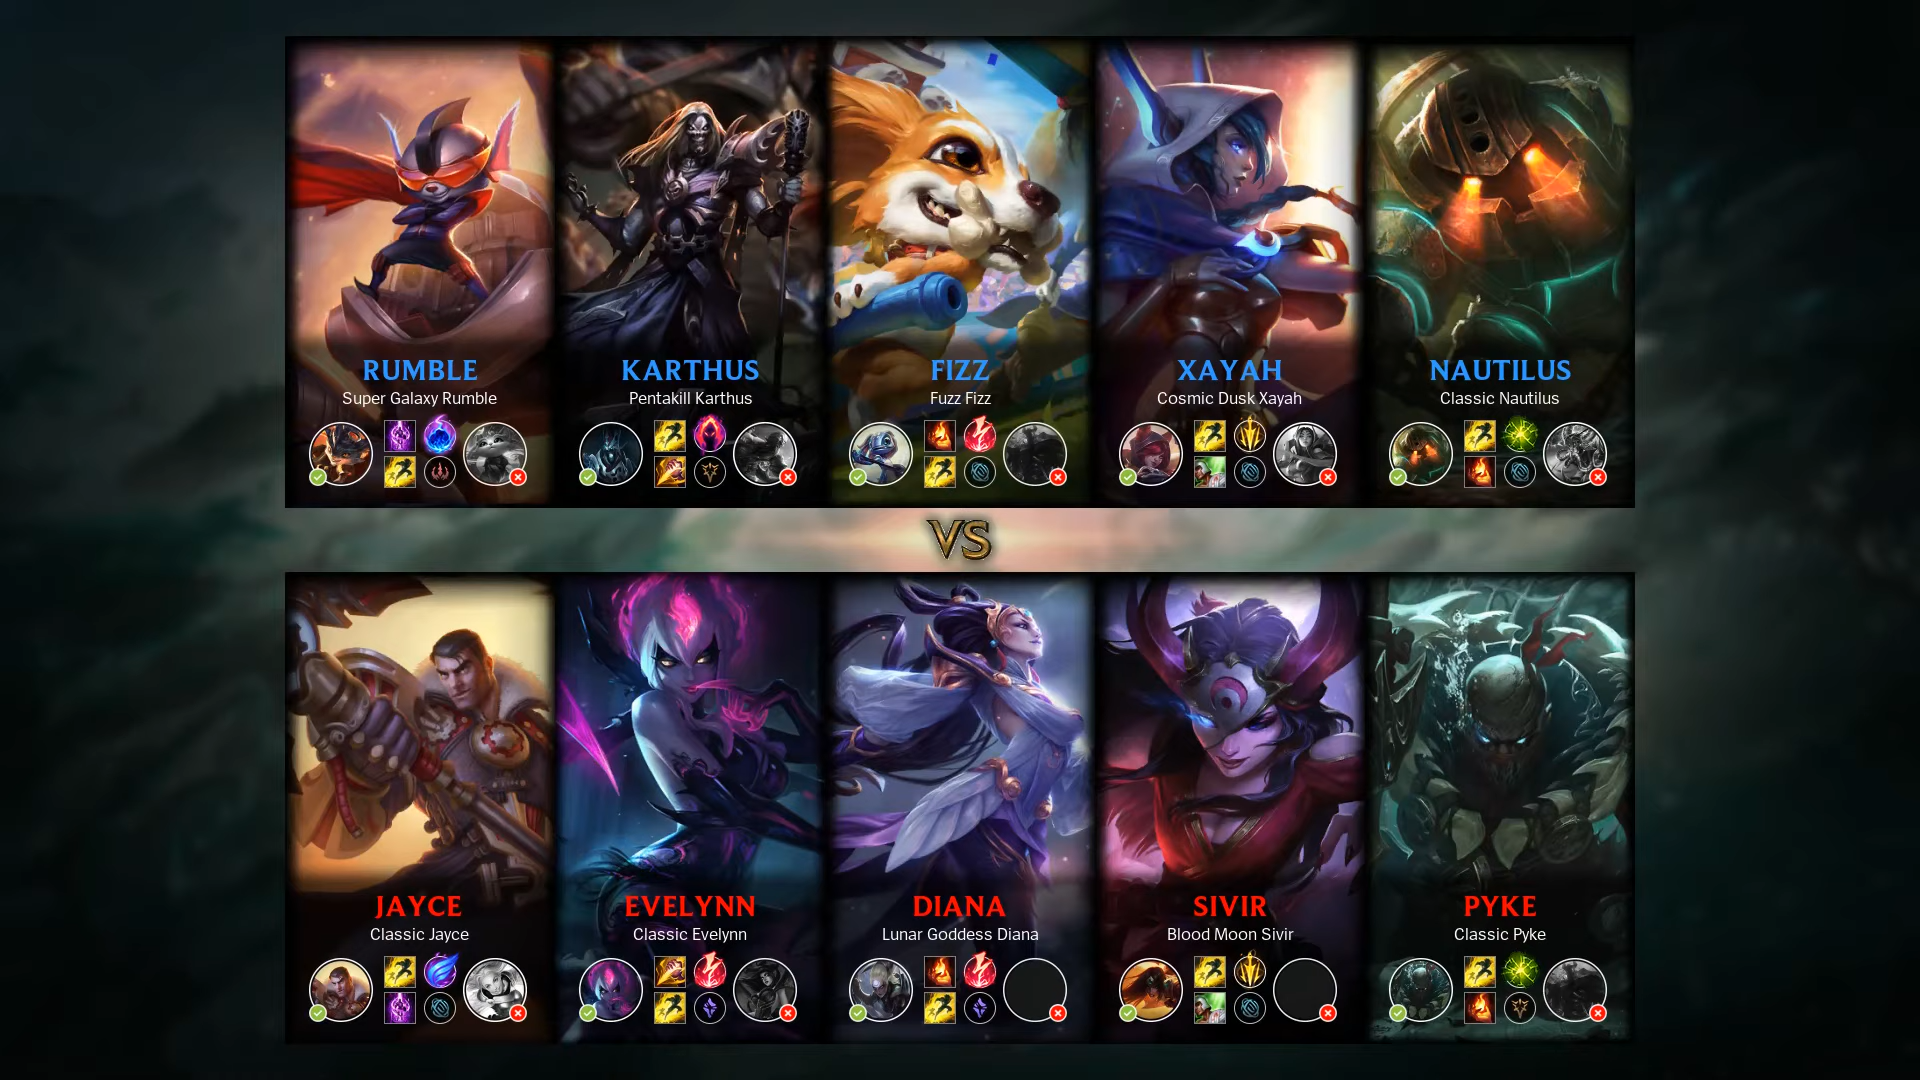 RUMBLE
Super Galaxy Rumble
KARTHUS
Pentakill Karthus
FIZZ
Fuzz Fizz
XAYAH
Cosmic Dusk Xayah
NAUTILUS
Classic Nautilus
VS
JAYCE
Classic Jayce
EVELYNN
Classic Evelynn
DIANA
Lunar Goddess Diana
SIVIR
Blood Moon Sivir
PYKE
Classic Pyke